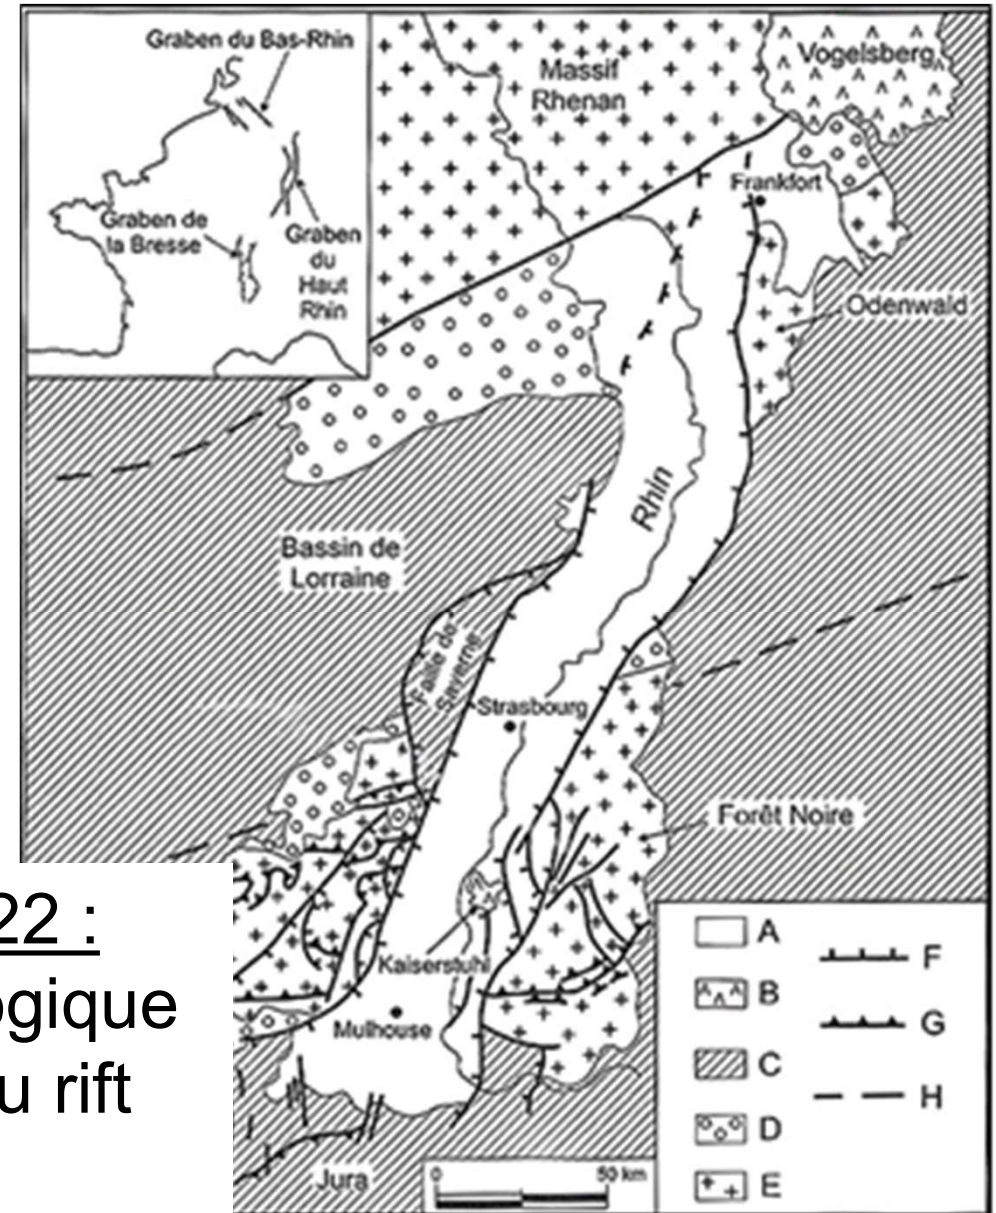 Graben du Bas-Rhin
Graben de
la Bresse
Graben
du
Haut
Rhin
Massif
Rhenan
Vogelsberg
Frankfort
Odenwald
Rhin
Bassin de
Lorraine
Faille de
Saverne
Strasbourg
Forêt Noire
Kaiserstuhl
Mulhouse
Jura
22 :
ogique
u rift
0 50 km
A
B
C
D
E
F
G
H